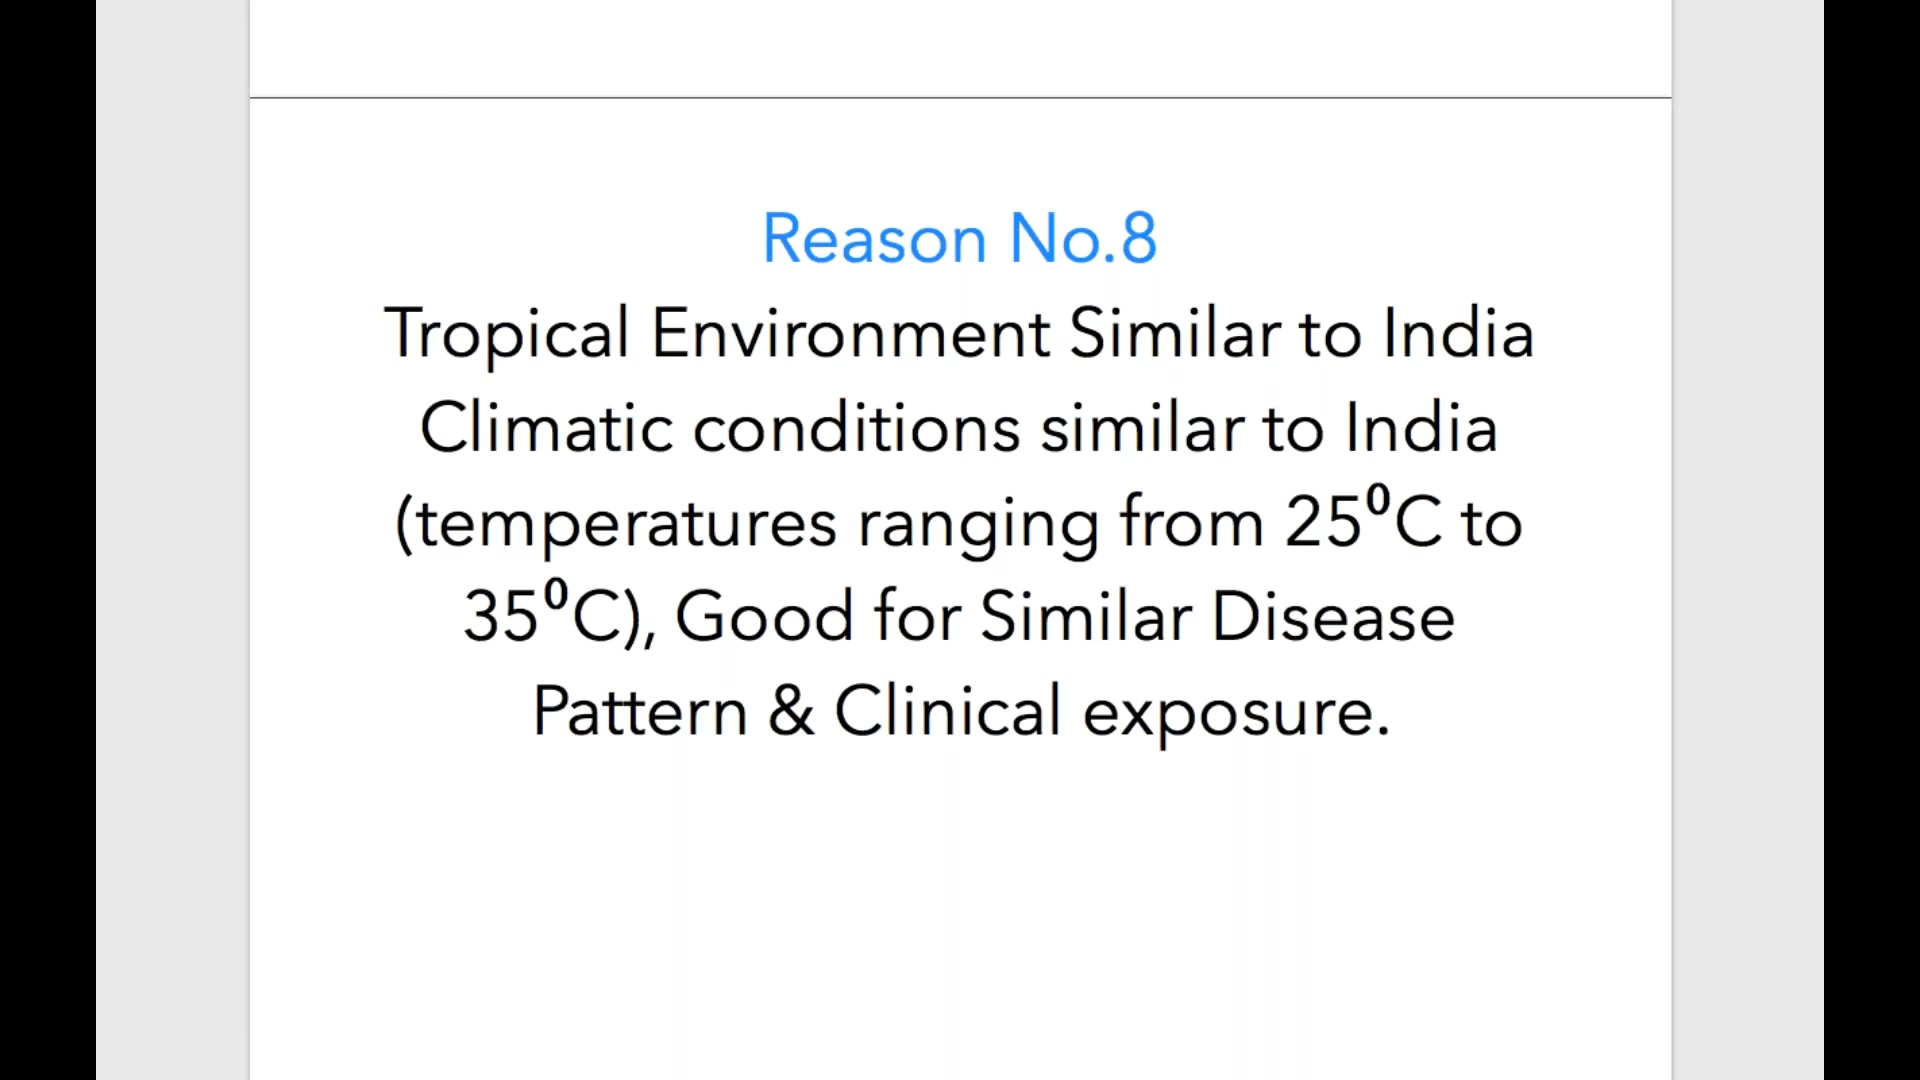 Reason No.8
Tropical Environment Similar to India
Climatic conditions similar to India
(temperatures ranging from 25⁰C to
35⁰C), Good for Similar Disease
Pattern & Clinical exposure.